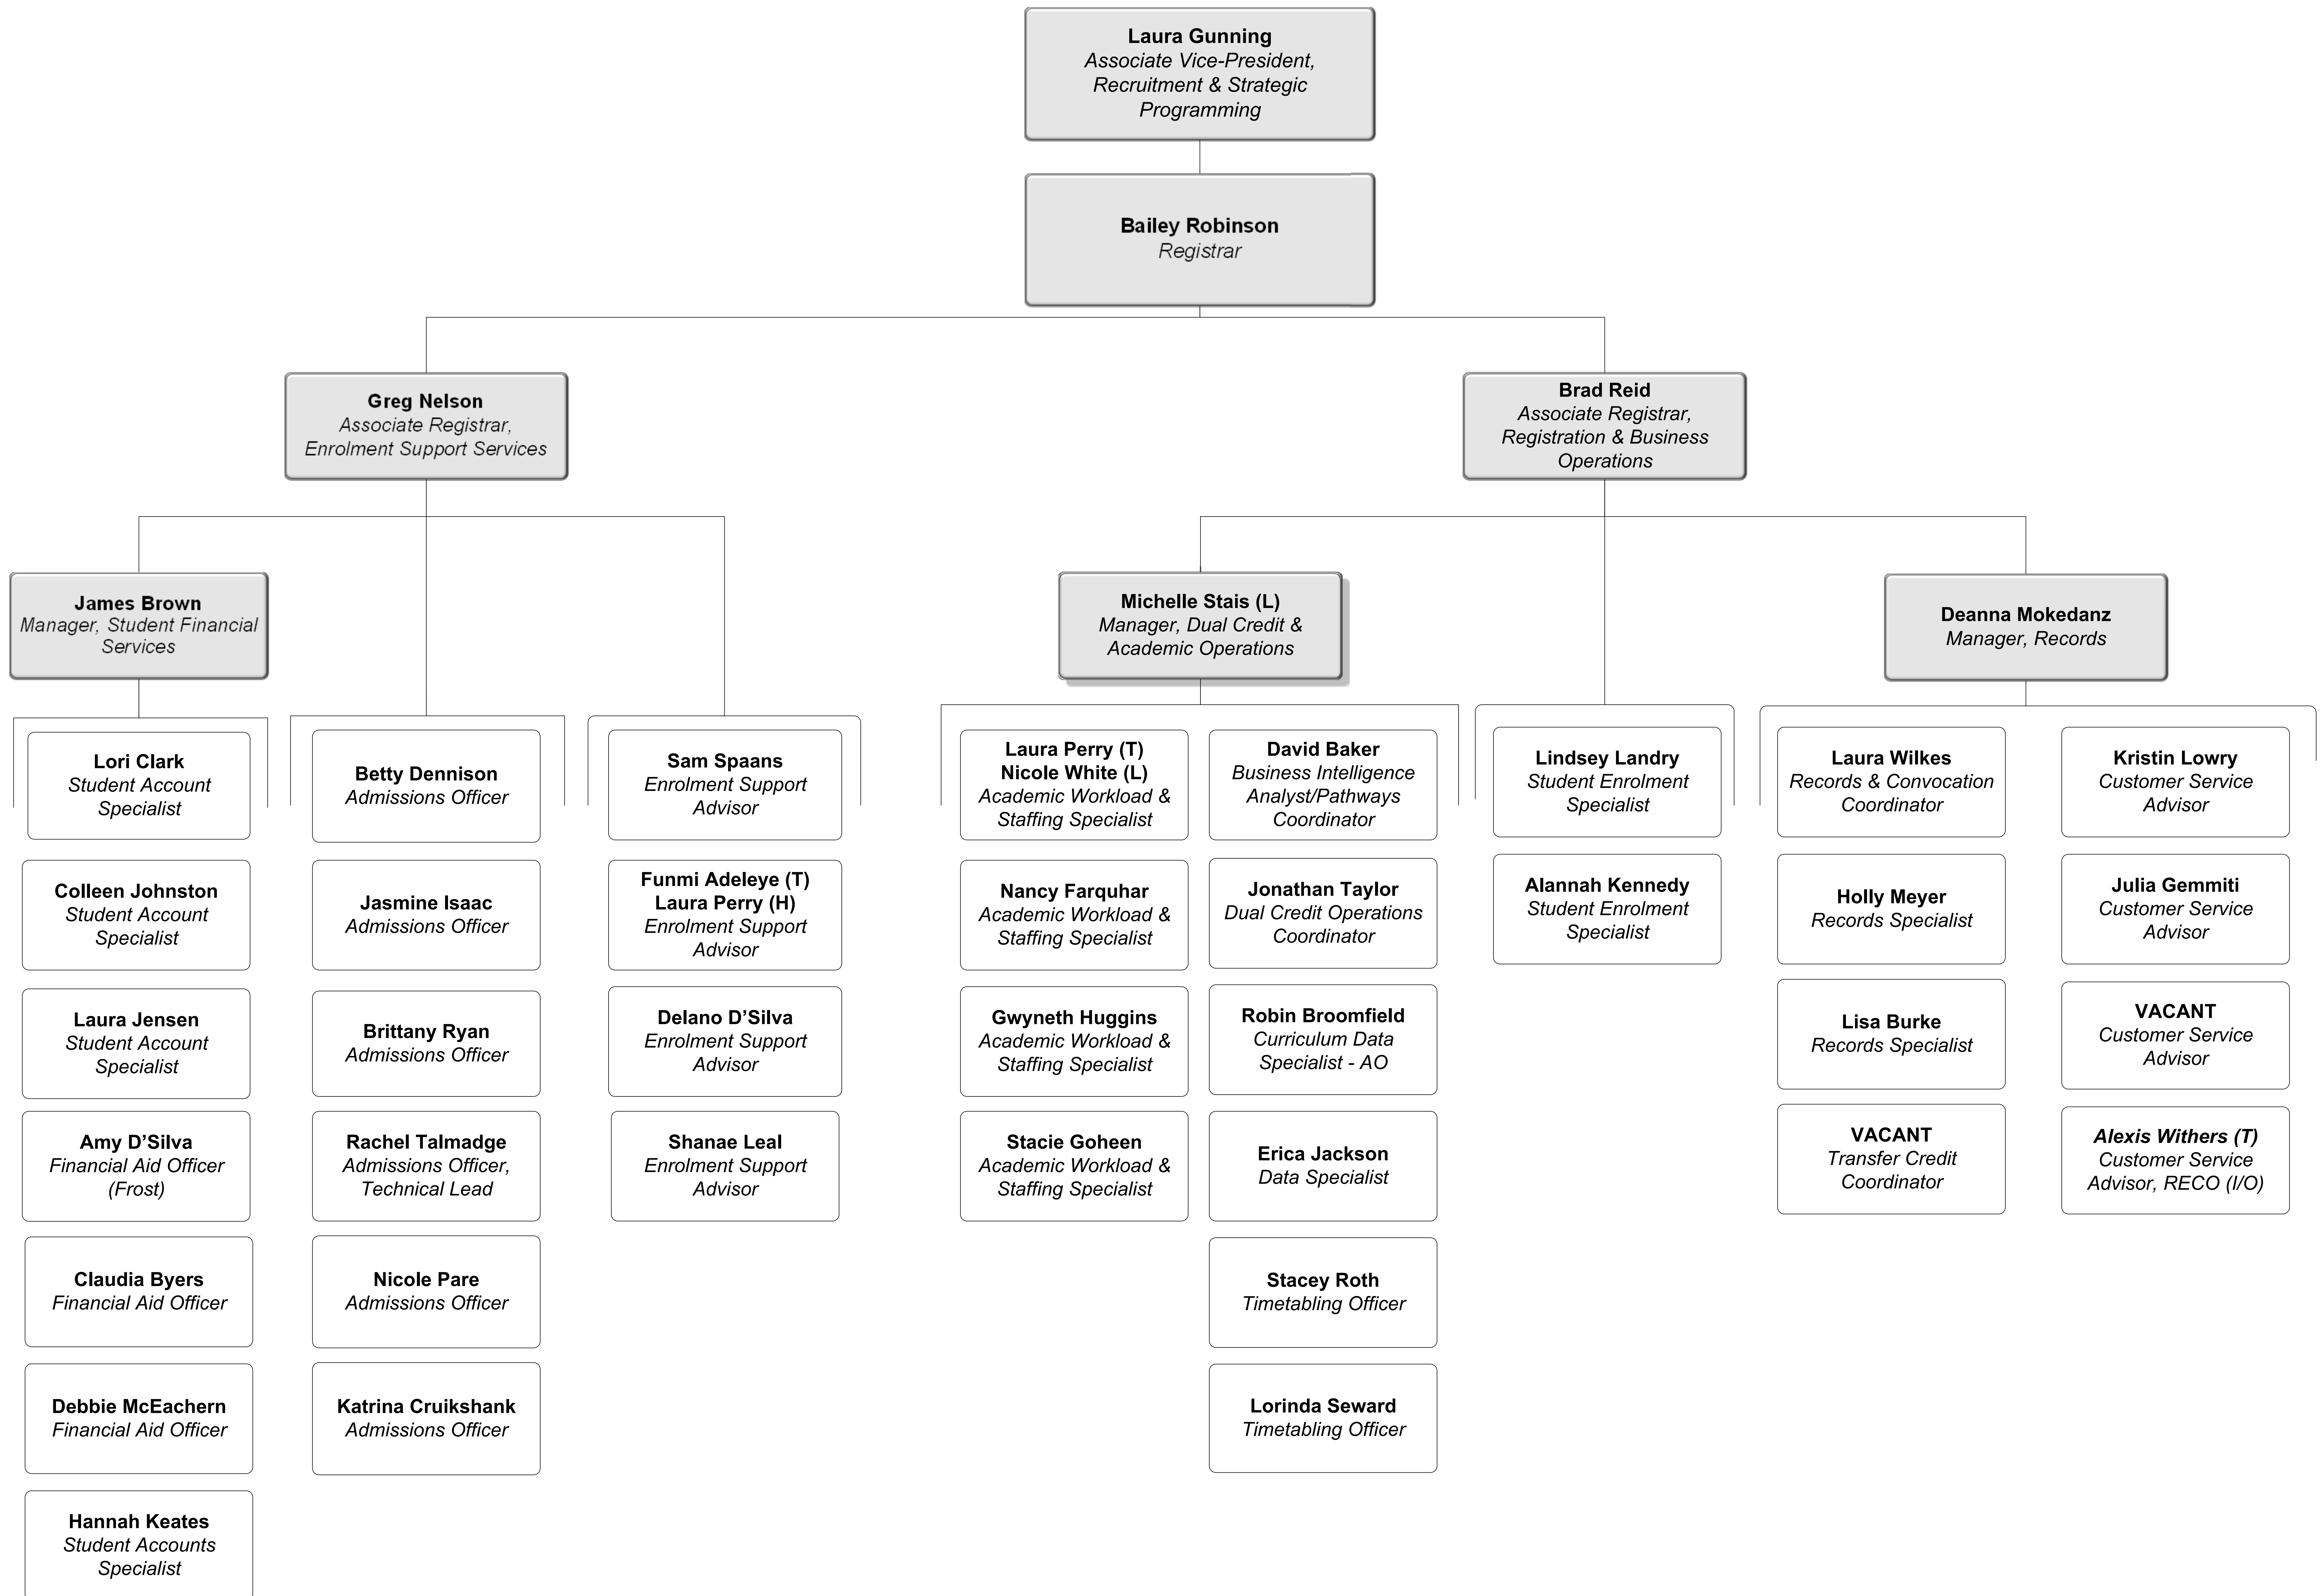 Laura Gunning
Associate Vice-President,
Recruitment & Strategic
Programming
Bailey Robinson
Registrar
Greg Nelson
Associate Registrar,
Enrolment Support Services
Brad Reid
Associate Registrar,
Registration & Business
Operations
James Brown
Manager, Student Financial
Services
Michelle Stais (L)
Manager, Dual Credit &
Academic Operations
Deanna Mokedanz
Manager, Records
Lori Clark
Student Account
Specialist
Colleen Johnston
Student Account
Specialist
Laura Jensen
Student Account
Specialist
Amy D’Silva
Financial Aid Officer
(Frost)
Claudia Byers
Financial Aid Officer
Debbie McEachern
Financial Aid Officer
Hannah Keates
Student Accounts
Specialist
Betty Dennison
Admissions Officer
Jasmine Isaac
Admissions Officer
Brittany Ryan
Admissions Officer
Rachel Talmadge
Admissions Officer,
Technical Lead
Nicole Pare
Admissions Officer
Katrina Cruikshank
Admissions Officer
Sam Spaans
Enrolment Support
Advisor
Funmi Adeleye (T)
Laura Perry (H)
Enrolment Support
Advisor
Delano D’Silva
Enrolment Support
Advisor
Shanae Leal
Enrolment Support
Advisor
Laura Perry (T)
Nicole White (L)
Academic Workload &
Staffing Specialist
Nancy Farquhar
Academic Workload &
Staffing Specialist
Gwyneth Huggins
Academic Workload &
Staffing Specialist
Stacie Goheen
Academic Workload &
Staffing Specialist
David Baker
Business Intelligence
Analyst/Pathways
Coordinator
Jonathan Taylor
Dual Credit Operations
Coordinator
Robin Broomfield
Curriculum Data
Specialist - AO
Erica Jackson
Data Specialist
Stacey Roth
Timetabling Officer
Lorinda Seward
Timetabling Officer
Lindsey Landry
Student Enrolment
Specialist
Alannah Kennedy
Student Enrolment
Specialist
Laura Wilkes
Records & Convocation
Coordinator
Holly Meyer
Records Specialist
Lisa Burke
Records Specialist
VACANT
Transfer Credit
Coordinator
Kristin Lowry
Customer Service
Advisor
Julia Gemmiti
Customer Service
Advisor
VACANT
Customer Service
Advisor
Alexis Withers (T)
Customer Service
Advisor, RECO (I/O)